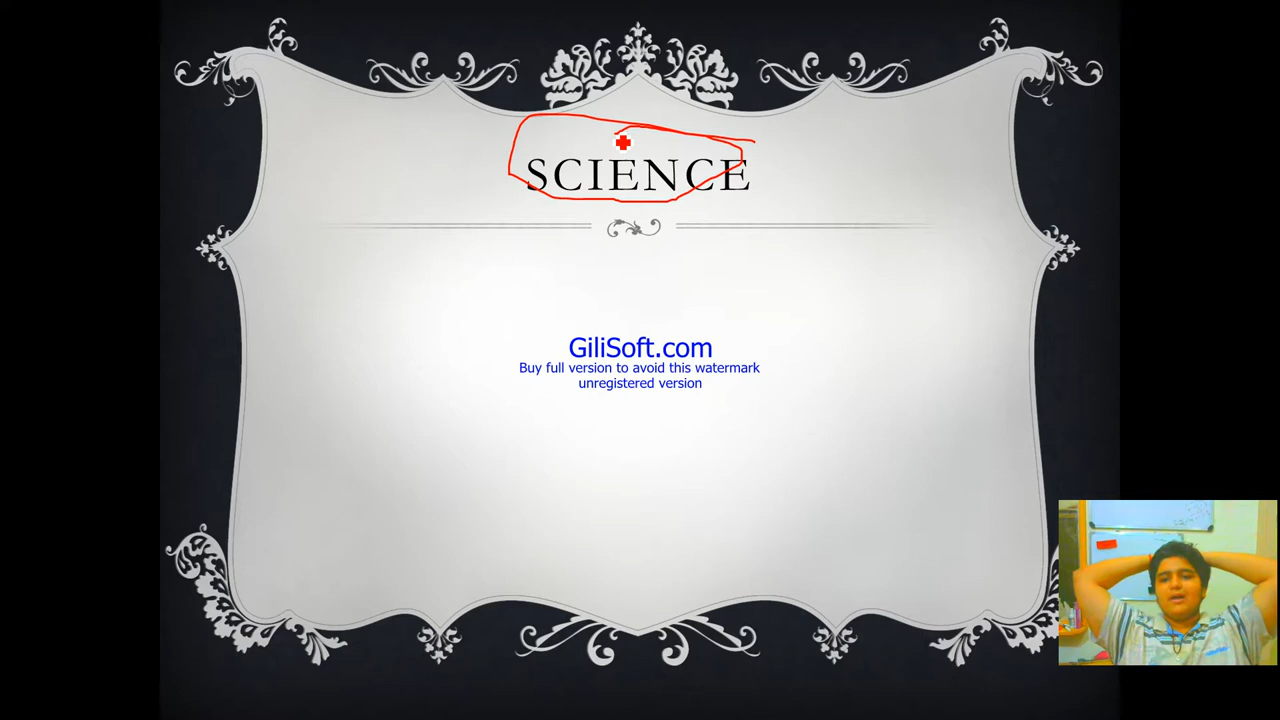 SCIENCE
GiliSoft.com
Buy full version to avoid this watermark
unregistered version